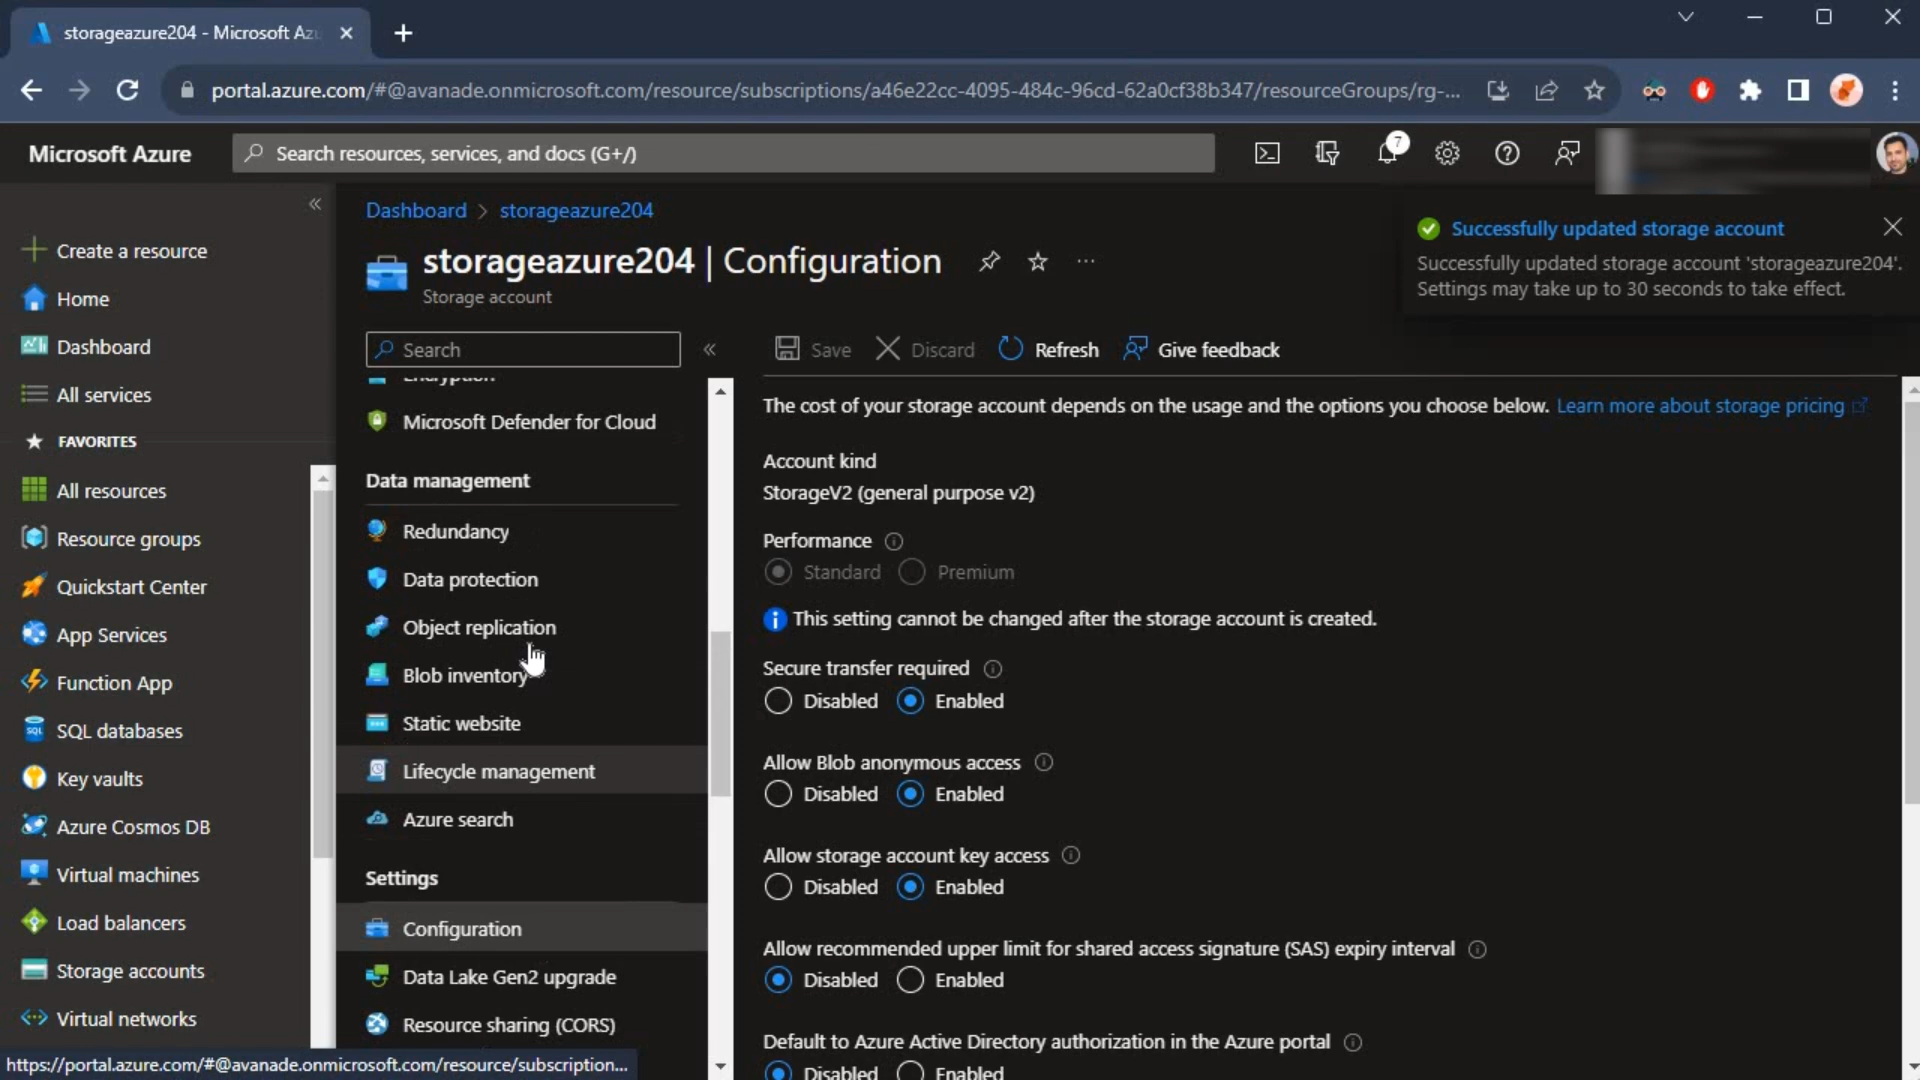 storageazure204 - Microsoft Az
portal.azure.com/#@avanade.onmicrosoft.com/resource/subscriptions/a46e22cc-4095-484c-96cd-62a0cf38b347/resourceGroups/rg-...
Microsoft Azure
Search resources, services, and docs (G+/)
7
Create a resource
Home
Dashboard
All services
FAVORITES
All resources
Resource groups
Quickstart Center
App Services
Function App
SQL databases
Key vaults
Azure Cosmos DB
Virtual machines
Load balancers
Storage accounts
Virtual networks
https://portal.azure.com/#@avanade.onmicrosoft.com/resource/subscription...
Dashboard > storageazure204
storageazure204 | Configuration
Storage account
Search
Encryption
Microsoft Defender for Cloud
Data management
Redundancy
Data protection
Object replication
Blob inventory
Static website
Lifecycle management
Azure search
Settings
Configuration
Data Lake Gen2 upgrade
Resource sharing (CORS)
Successfully updated storage account
Successfully updated storage account 'storageazure204'.
Settings may take up to 30 seconds to take effect.
Save Discard Refresh Give feedback
The cost of your storage account depends on the usage and the options you choose below. Learn more about storage pricing
Account kind
StorageV2 (general purpose v2)
Performance
Standard Premium
This setting cannot be changed after the storage account is created.
Secure transfer required
Disabled Enabled
Allow Blob anonymous access
Disabled Enabled
Allow storage account key access
Disabled Enabled
Allow recommended upper limit for shared access signature (SAS) expiry interval
Disabled Enabled
Default to Azure Active Directory authorization in the Azure portal
Disabled Enabled